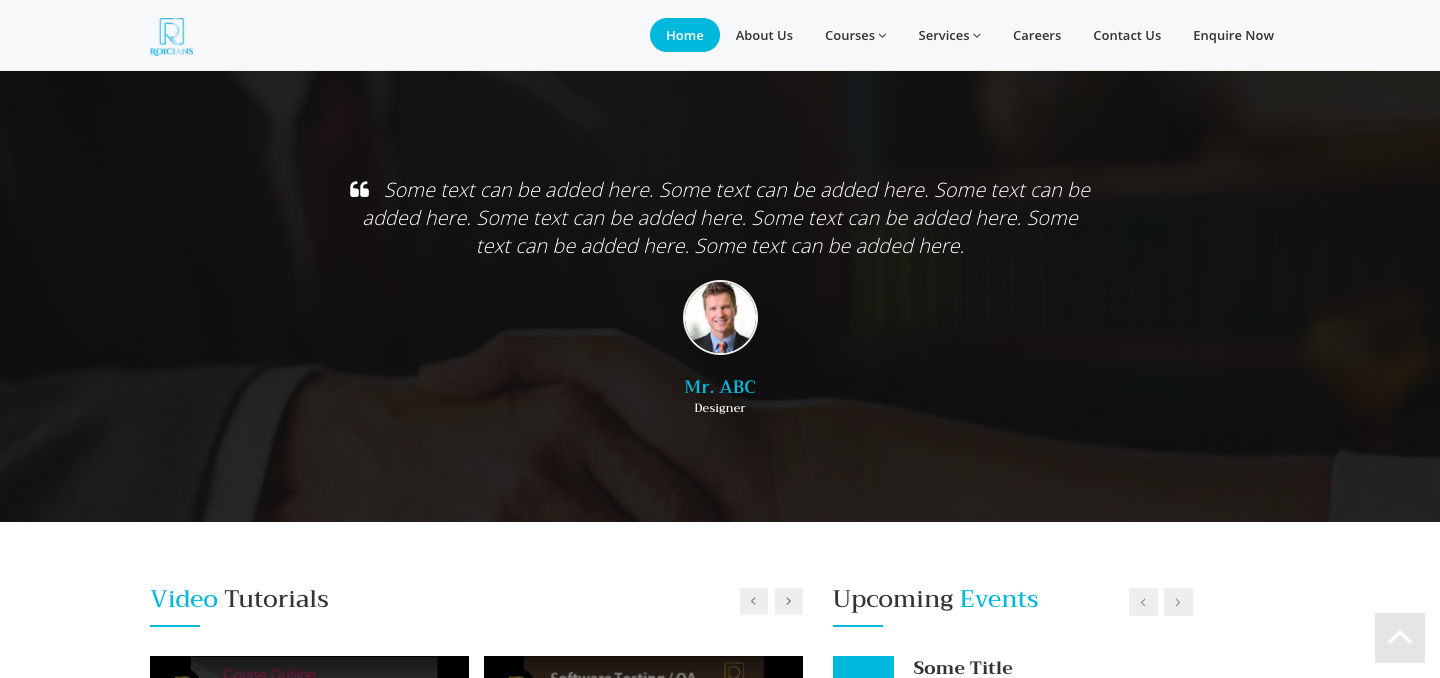 ROICIANS
Home
About Us
Courses
Services
Careers
Contact Us
Enquire Now
“ Some text can be added here. Some text can be added here. Some text can be
added here. Some text can be added here. Some text can be added here. Some
text can be added here. Some text can be added here.
Mr. ABC
Designer
Video Tutorials
Upcoming Events
Course Outline
Software Testing / QA
Some Title